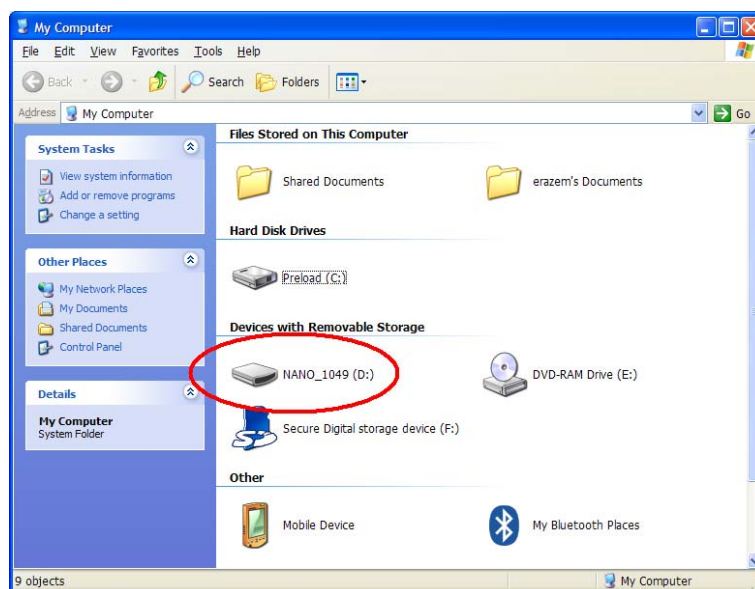 My Computer
File Edit View Favorites Tools Help
Back Search Folders
Address My Computer Go
System Tasks
View system information
Add or remove programs
Change a setting
Other Places
My Network Places
My Documents
Shared Documents
Control Panel
Details
My Computer
System Folder
Files Stored on This Computer
Shared Documents erazem's Documents
Hard Disk Drives
Preload (C:)
Devices with Removable Storage
NANO_1049 (D:) DVD-RAM Drive (E:)
Secure Digital storage device (F:)
Other
Mobile Device My Bluetooth Places
9 objects My Computer